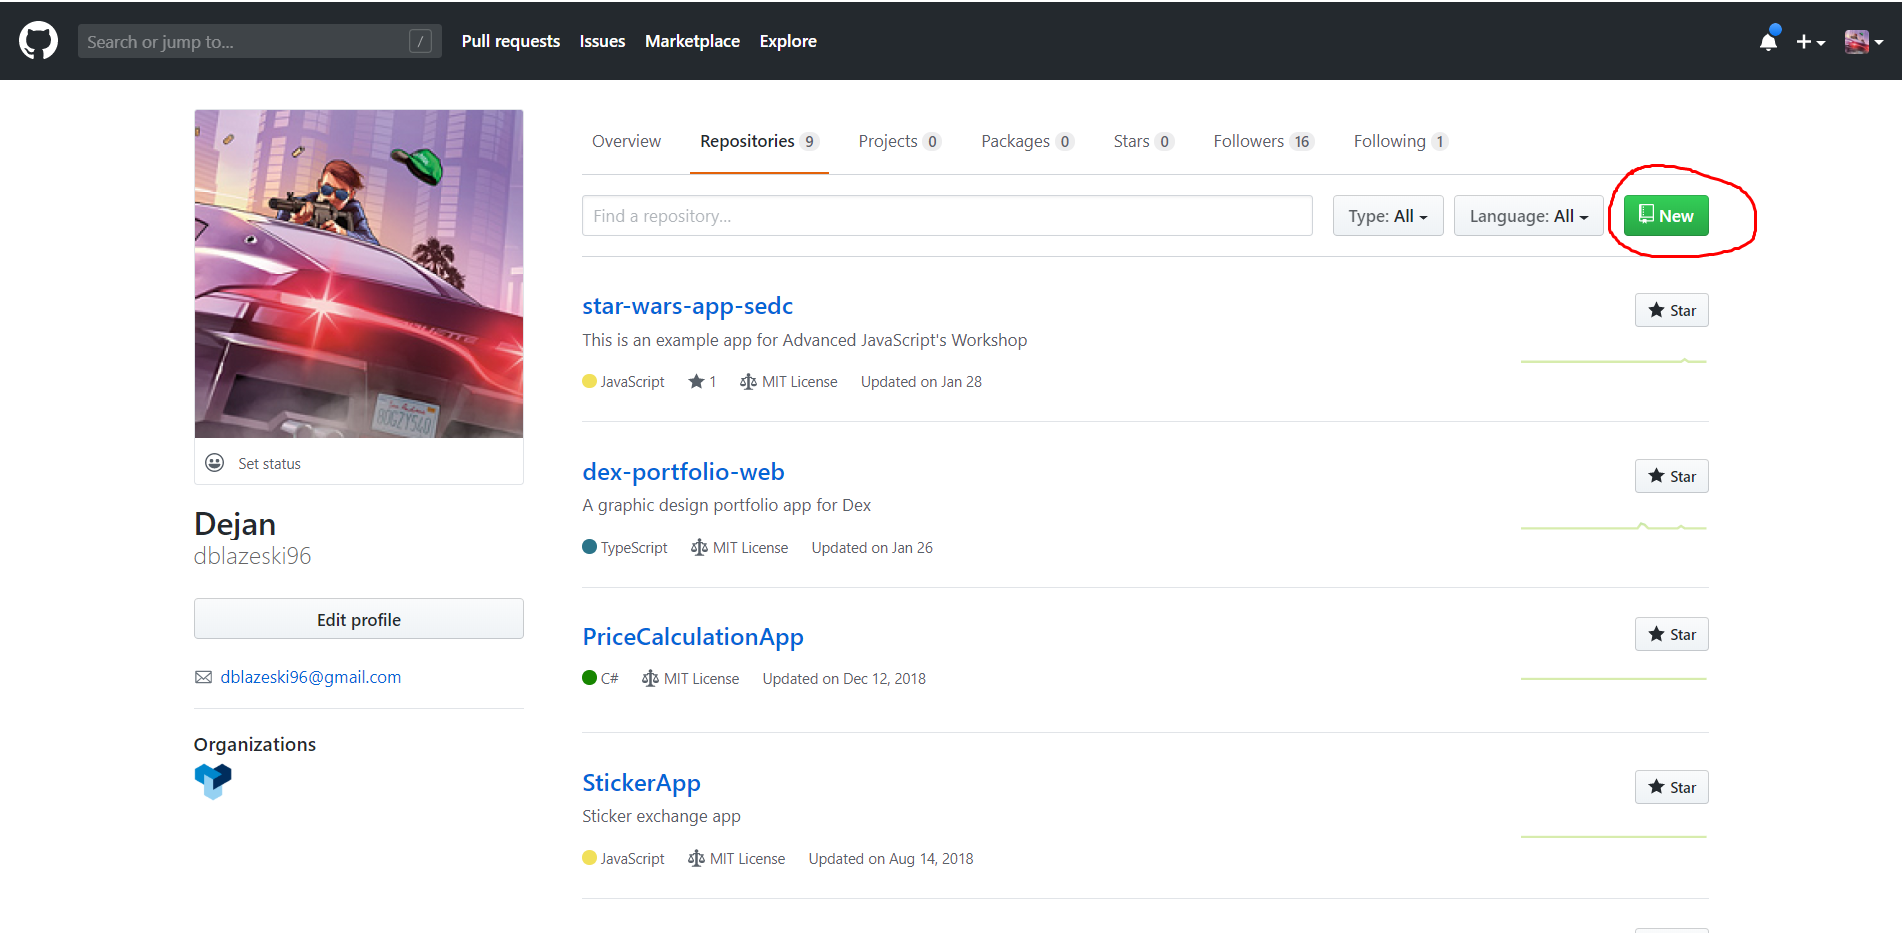 Search or jump to... /
Pull requests Issues Marketplace Explore
Overview Repositories 9 Projects 0 Packages 0 Stars 0 Followers 16 Following 1
Find a repository... Type: All Language: All New
80GZY540
Set status
Dejan
dblazeski96
Edit profile
dblazeski96@gmail.com
Organizations
star-wars-app-sedc
Star
This is an example app for Advanced JavaScript's Workshop
JavaScript 1 MIT License Updated on Jan 28
dex-portfolio-web
Star
A graphic design portfolio app for Dex
TypeScript MIT License Updated on Jan 26
PriceCalculationApp
Star
C# MIT License Updated on Dec 12, 2018
StickerApp
Star
Sticker exchange app
JavaScript MIT License Updated on Aug 14, 2018